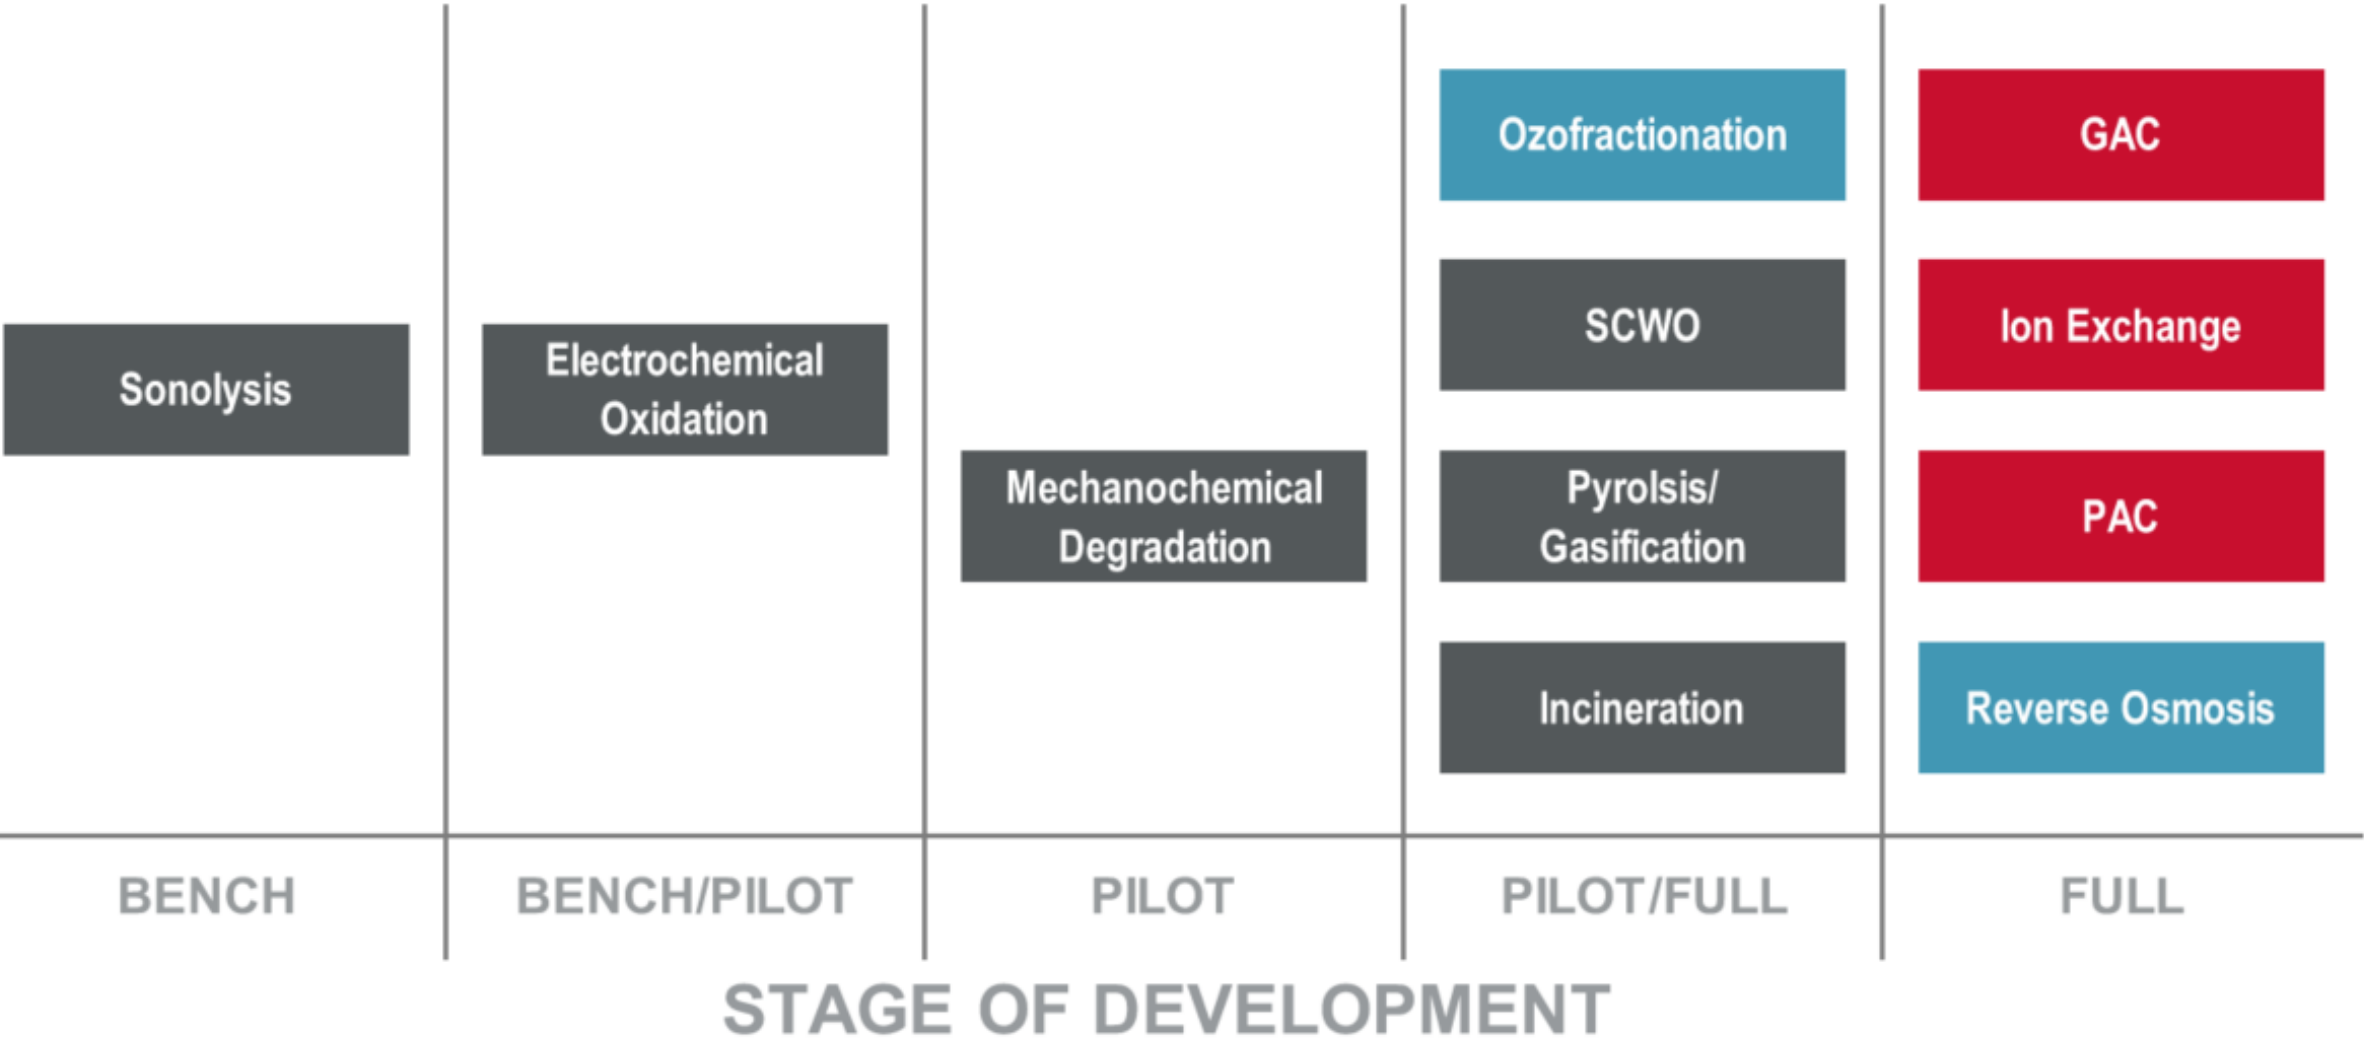 Ozofractionation
GAC
SCWO
Ion Exchange
Sonolysis
Electrochemical
Oxidation
Mechanochemical
Degradation
Pyrolsis/
Gasification
PAC
Incineration
Reverse Osmosis
BENCH
BENCH/PILOT
PILOT
PILOT/FULL
FULL
STAGE OF DEVELOPMENT